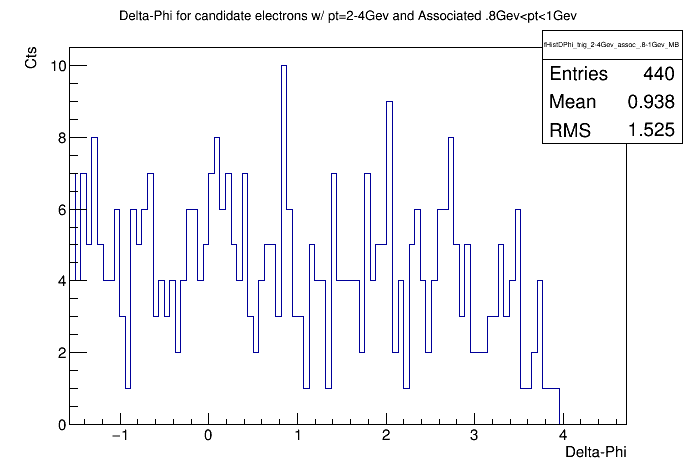 Delta-Phi for candidate electrons w/ pt=2-4Gev and Associated .8Gev<pt<1Gev
fHistDPhi_trig_2-4Gev_assoc_.8-1Gev_MB
Entries 440
Mean 0.938
RMS 1.525
Cts
10
8
6
4
2
0
−1 0 1 2 3 4
Delta-Phi